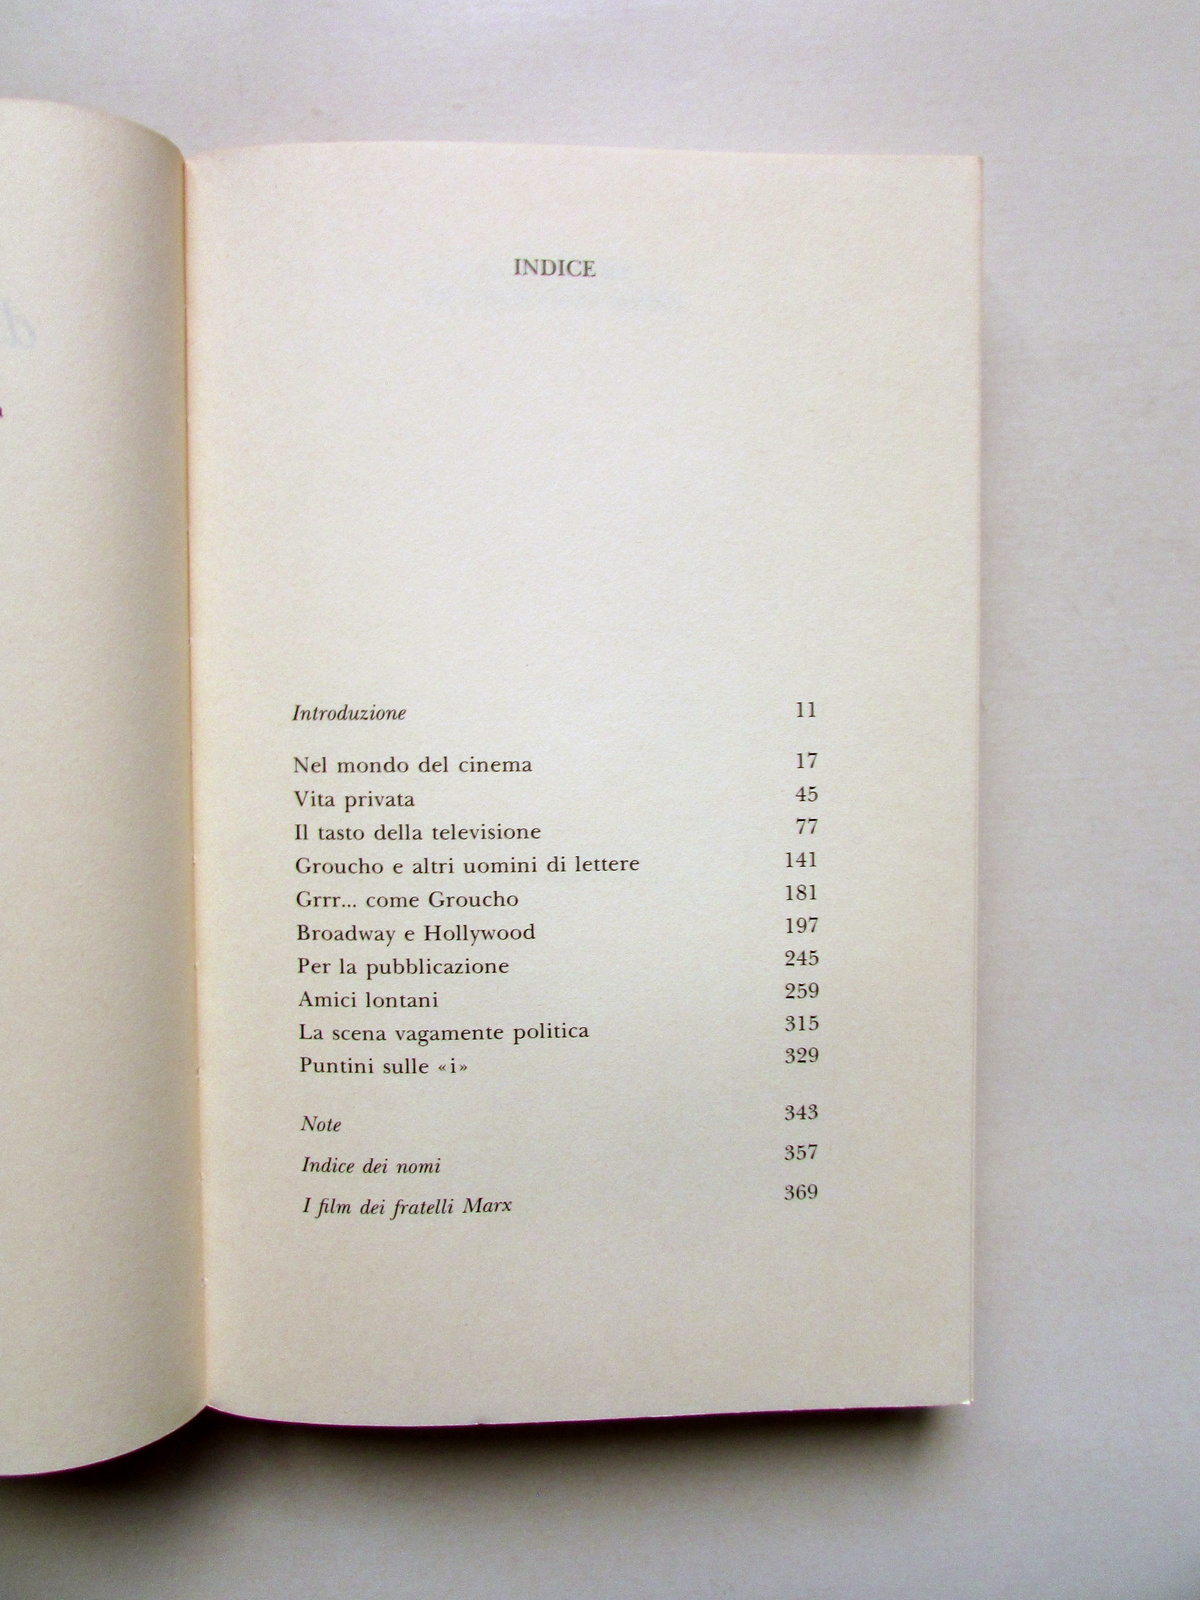 INDICE
Introduzione 11
Nel mondo del cinema 17
Vita privata 45
Il tasto della televisione 77
Groucho e altri uomini di lettere 141
Grrr... come Groucho 181
Broadway e Hollywood 197
Per la pubblicazione 245
Amici lontani 259
La scena vagamente politica 315
Puntini sulle «i» 329
Note 343
Indice dei nomi 357
I film dei fratelli Marx 369